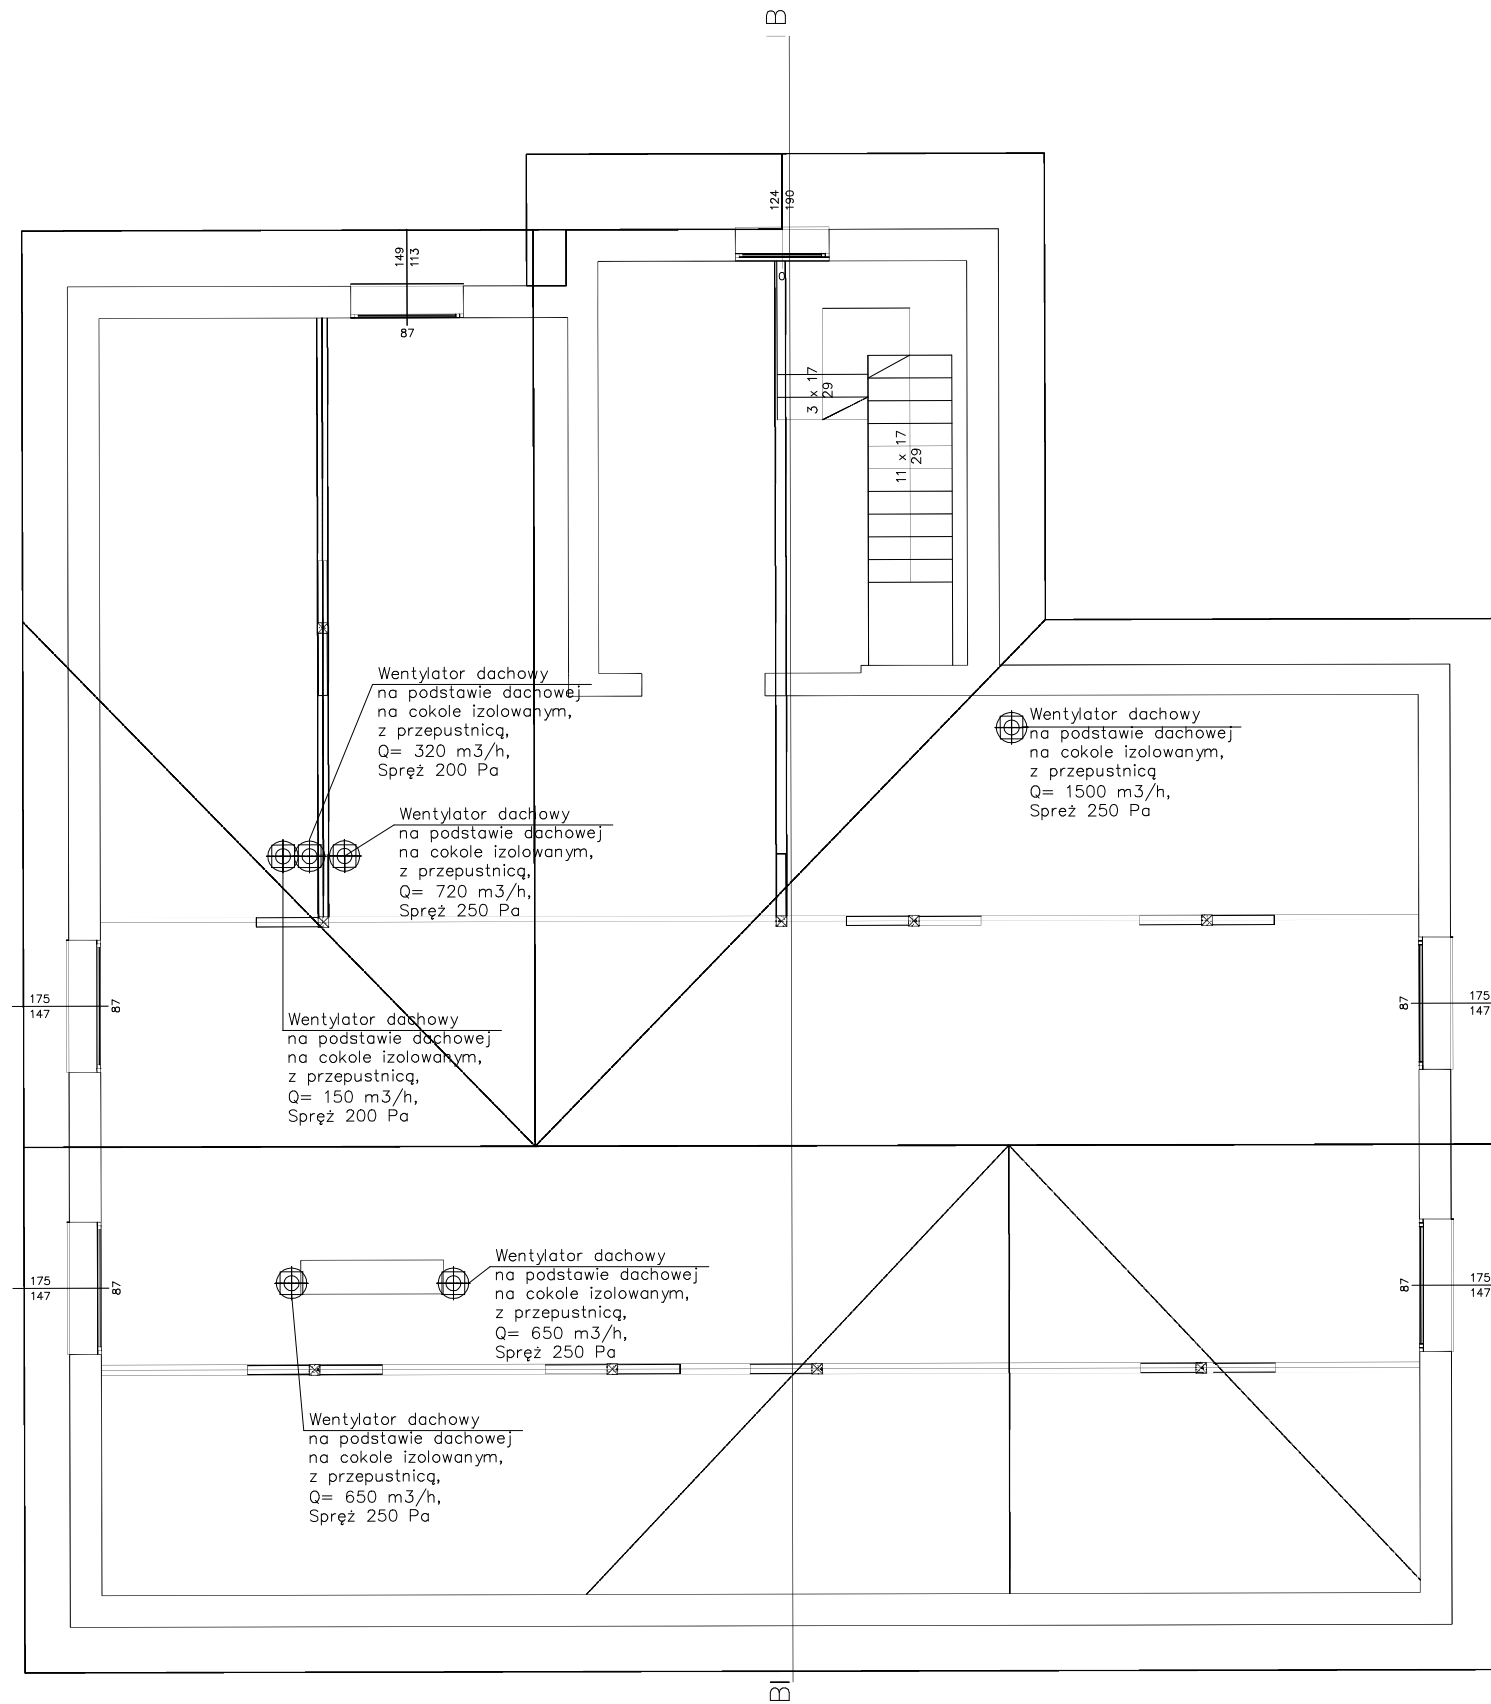 B
124
190
149
113
87
0
3 x 17
29
11 x 17
29
Wentylator dachowy
na podstawie dachowej
na cokole izolowanym,
z przepustnicą,
Q= 320 m3/h,
Spręż 200 Pa
Wentylator dachowy
na podstawie dachowej
na cokole izolowanym,
z przepustnicą
Q= 1500 m3/h,
Spreż 250 Pa
Wentylator dachowy
na podstawie dachowej
na cokole izolowanym,
z przepustnicą,
Q= 720 m3/h,
Spręż 250 Pa
175
147
87
87
175
147
Wentylator dachowy
na podstawie dachowej
na cokole izolowanym,
z przepustnicą,
Q= 150 m3/h,
Spręż 200 Pa
175
147
87
Wentylator dachowy
na podstawie dachowej
na cokole izolowanym,
z przepustnicą,
Q= 650 m3/h,
Spręż 250 Pa
87
175
147
Wentylator dachowy
na podstawie dachowej
na cokole izolowanym,
z przepustnicą,
Q= 650 m3/h,
Spręż 250 Pa
B